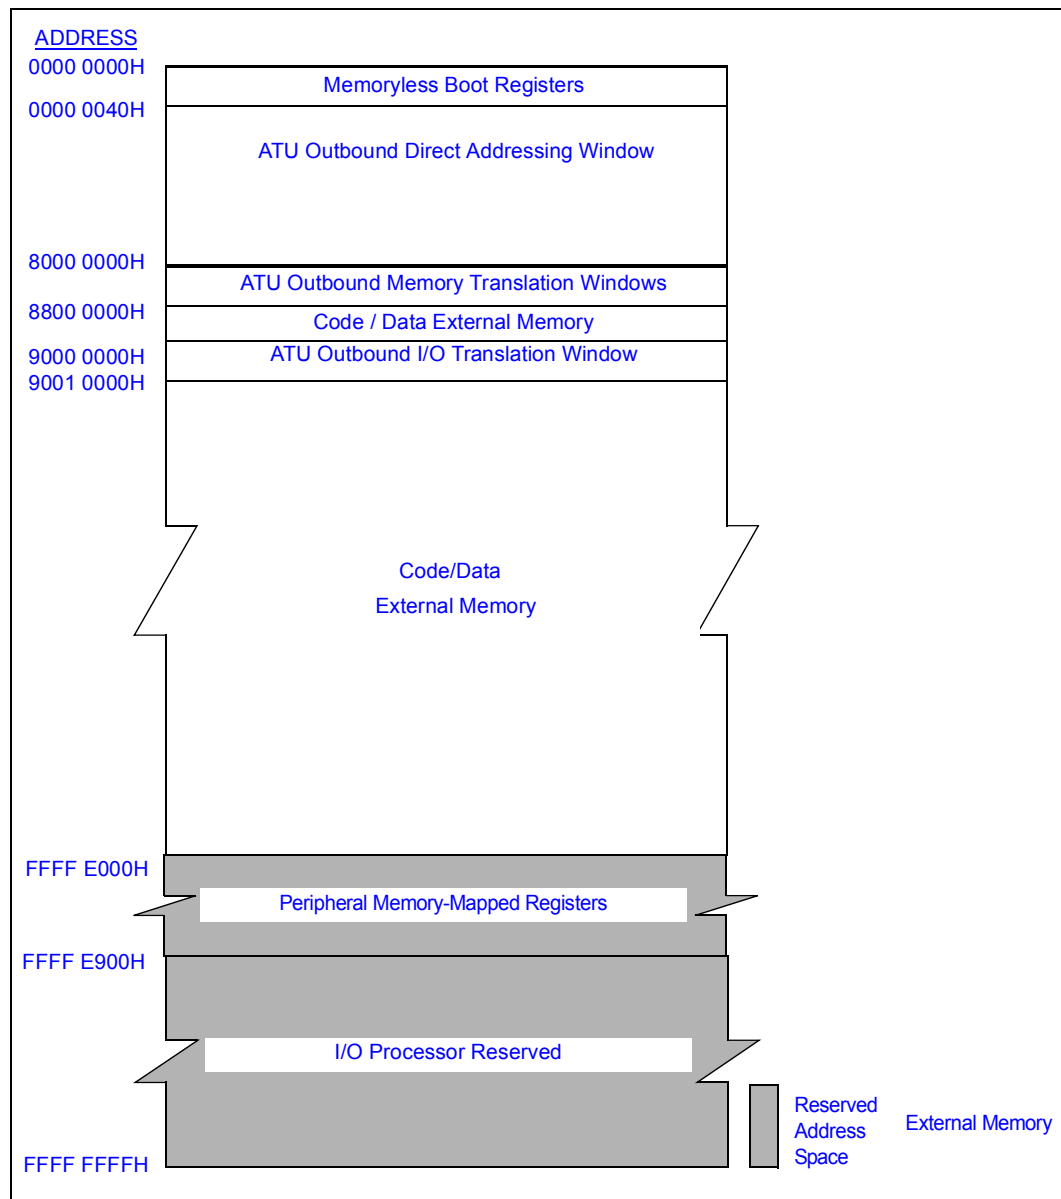 ADDRESS
0000 0000H
Memoryless Boot Registers
0000 0040H
ATU Outbound Direct Addressing Window
8000 0000H
ATU Outbound Memory Translation Windows
8800 0000H
Code / Data External Memory
9000 0000H
ATU Outbound I/O Translation Window
9001 0000H
Code/Data
External Memory
FFFF E000H
Peripheral Memory-Mapped Registers
FFFF E900H
I/O Processor Reserved
Reserved
Address
Space
External Memory
FFFF FFFFH